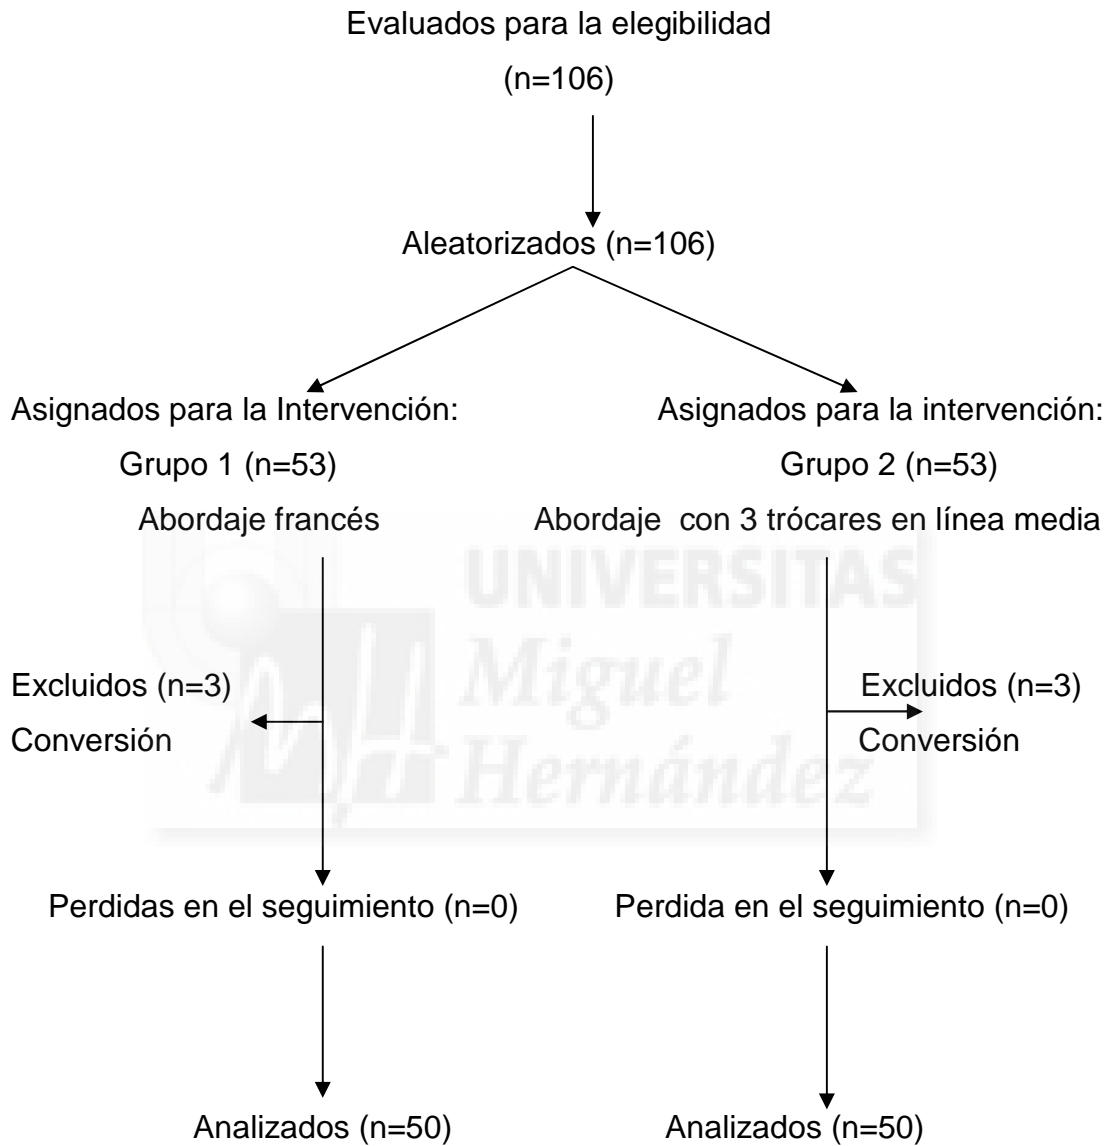 Evaluados para la elegibilidad
(n=106)
Aleatorizados (n=106)
Asignados para la Intervención:
Grupo 1 (n=53)
Abordaje francés
Asignados para la intervención:
Grupo 2 (n=53)
Abordaje con 3 trócares en línea media
UNIVERSITAS
Miguel
Hernández
Excluidos (n=3)
Conversión
Excluidos (n=3)
Conversión
Perdidas en el seguimiento (n=0)
Perdida en el seguimiento (n=0)
Analizados (n=50)
Analizados (n=50)